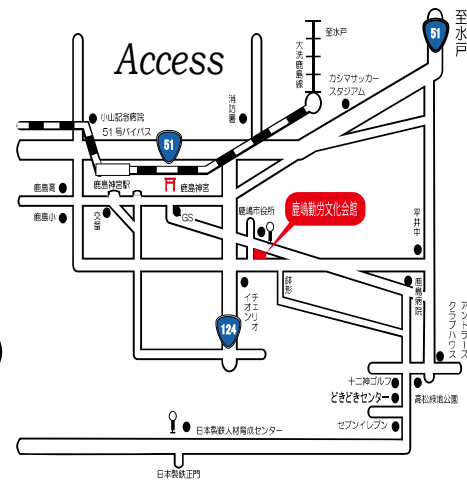 Access
51
至水戸
至水戸
大洗鹿島線
カシマサッカー
スタジアム
消防署
小山記念病院
51号バイパス
51
鹿島神宮駅
鹿島神宮
鹿島高
鹿島小
交番
GS
鹿嶋市役所
鹿嶋勤労文化会館
平井中
鉢形
鹿島病院
チェリオ
イオン
124
アントラーズ
クラブハウス
十二神ゴルフ
どきどきセンター
高松緑地公園
セブンイレブン
日本製鉄人材育成センター
日本製鉄正門